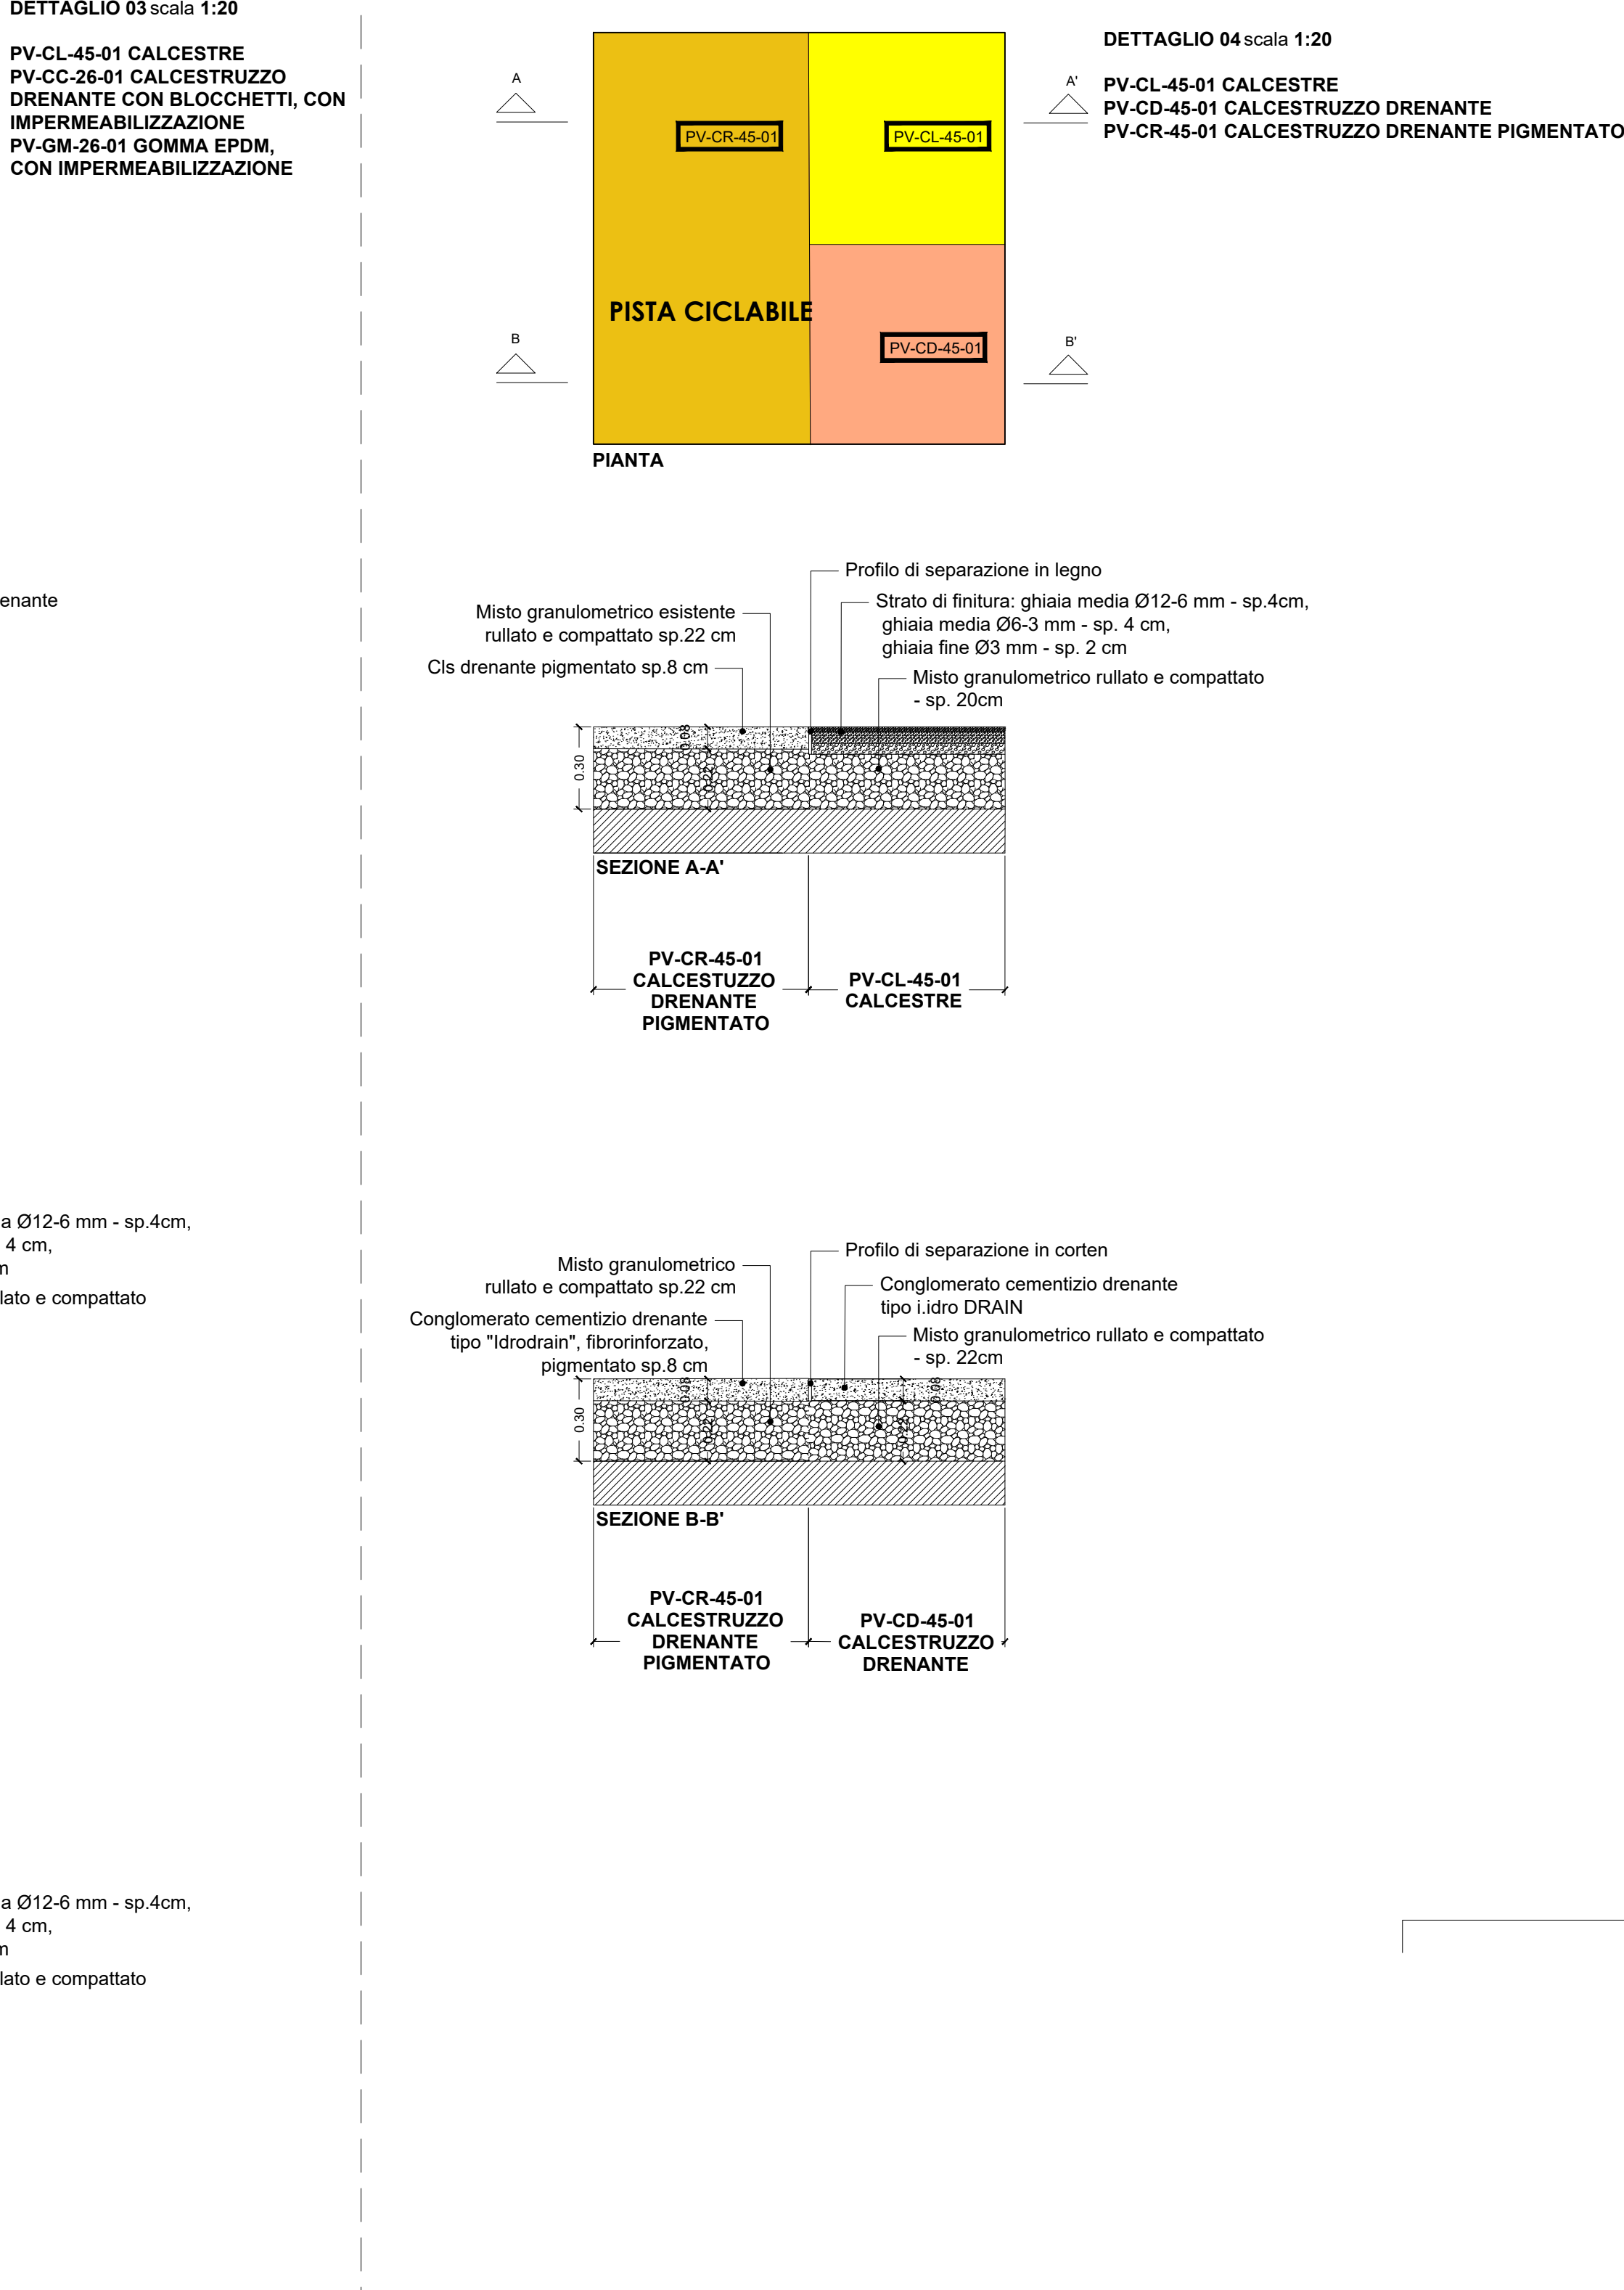 DETTAGLIO 03 scala 1:20
PV-CL-45-01 CALCESTRE
PV-CC-26-01 CALCESTRUZZO
DRENANTE CON BLOCCHETTI, CON
IMPERMEABILIZZAZIONE
PV-GM-26-01 GOMMA EPDM,
CON IMPERMEABILIZZAZIONE
enante
a Ø12-6 mm - sp.4cm,
4 cm,
m
lato e compattato
a Ø12-6 mm - sp.4cm,
4 cm,
m
lato e compattato
DETTAGLIO 04 scala 1:20
PV-CL-45-01 CALCESTRE
PV-CD-45-01 CALCESTRUZZO DRENANTE
PV-CR-45-01 CALCESTRUZZO DRENANTE PIGMENTATO
A
A'
PV-CR-45-01
PV-CL-45-01
PISTA CICLABILE
B
B'
PV-CD-45-01
PIANTA
Profilo di separazione in legno
Misto granulometrico esistente
rullato e compattato sp.22 cm
Cls drenante pigmentato sp.8 cm
Strato di finitura: ghiaia media Ø12-6 mm - sp.4cm,
ghiaia media Ø6-3 mm - sp. 4 cm,
ghiaia fine Ø3 mm - sp. 2 cm
Misto granulometrico rullato e compattato
- sp. 20cm
0.30
0.08
0.22
SEZIONE A-A'
PV-CR-45-01
CALCESTUZZO
DRENANTE
PIGMENTATO
PV-CL-45-01
CALCESTRE
Profilo di separazione in corten
Misto granulometrico
rullato e compattato sp.22 cm
Conglomerato cementizio drenante
tipo "Idrodrain", fibrorinforzato,
pigmentato sp.8 cm
Conglomerato cementizio drenante
tipo i.idro DRAIN
Misto granulometrico rullato e compattato
- sp. 22cm
0.30
0.08
0.22
0.08
0.22
SEZIONE B-B'
PV-CR-45-01
CALCESTRUZZO
DRENANTE
PIGMENTATO
PV-CD-45-01
CALCESTRUZZO
DRENANTE